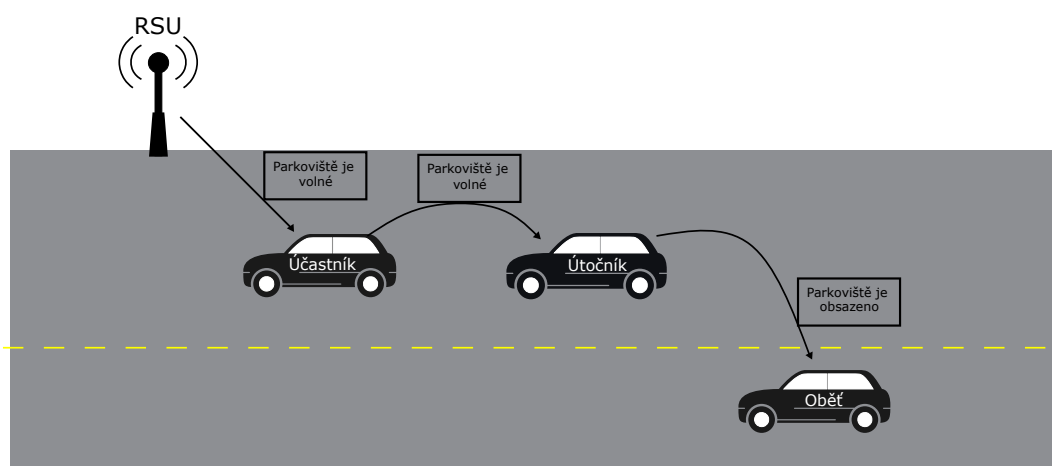 RSU
Parkoviště je
volné
Parkoviště je
volné
Účastník
Útočník
Parkoviště je
obsazeno
Oběť